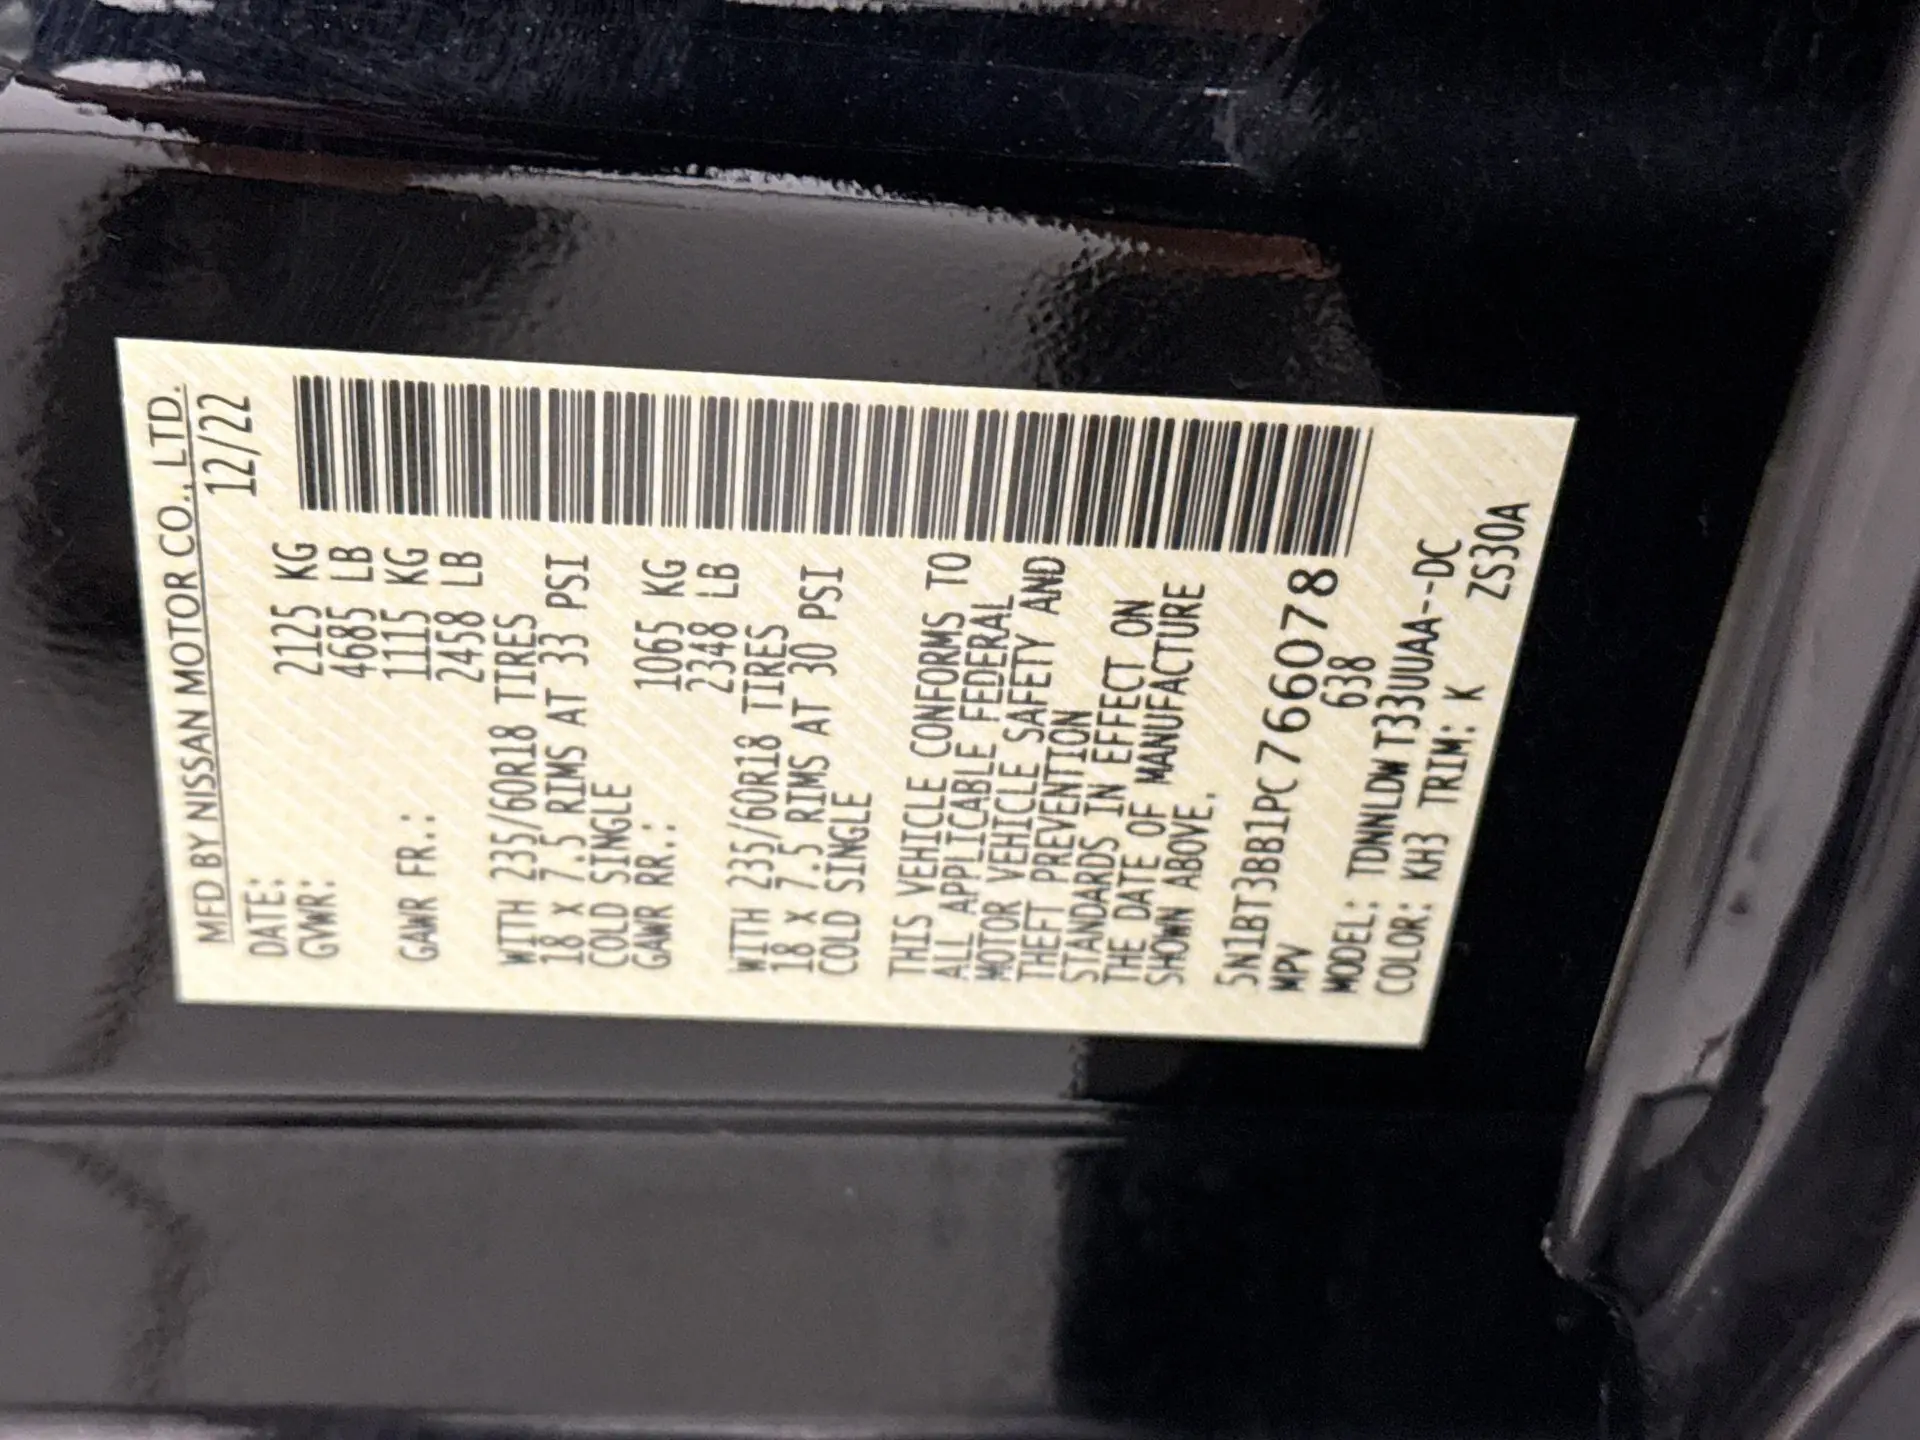 MFD BY NISSAN MOTOR CO., LTD.
DATE: 12/22
GVWR: 2125 KG
4685 LB
GAWR FR.: 1115 KG
2458 LB
WITH 235/60R18 TIRES
18 X 7.5 RIMS AT 33 PSI
COLD SINGLE
GAWR RR.: 1065 KG
2348 LB
WITH 235/60R18 TIRES
18 X 7.5 RIMS AT 30 PSI
COLD SINGLE
THIS VEHICLE CONFORMS TO
ALL APPLICABLE FEDERAL
MOTOR VEHICLE SAFETY AND
THEFT PREVENTION
STANDARDS IN EFFECT ON
THE DATE OF MANUFACTURE
SHOWN ABOVE.
5N1BT3BB1PC766078
MPV 638
MODEL: TDNNLDW T33UUAA--DC
COLOR: KH3 TRIM: K
ZS30A